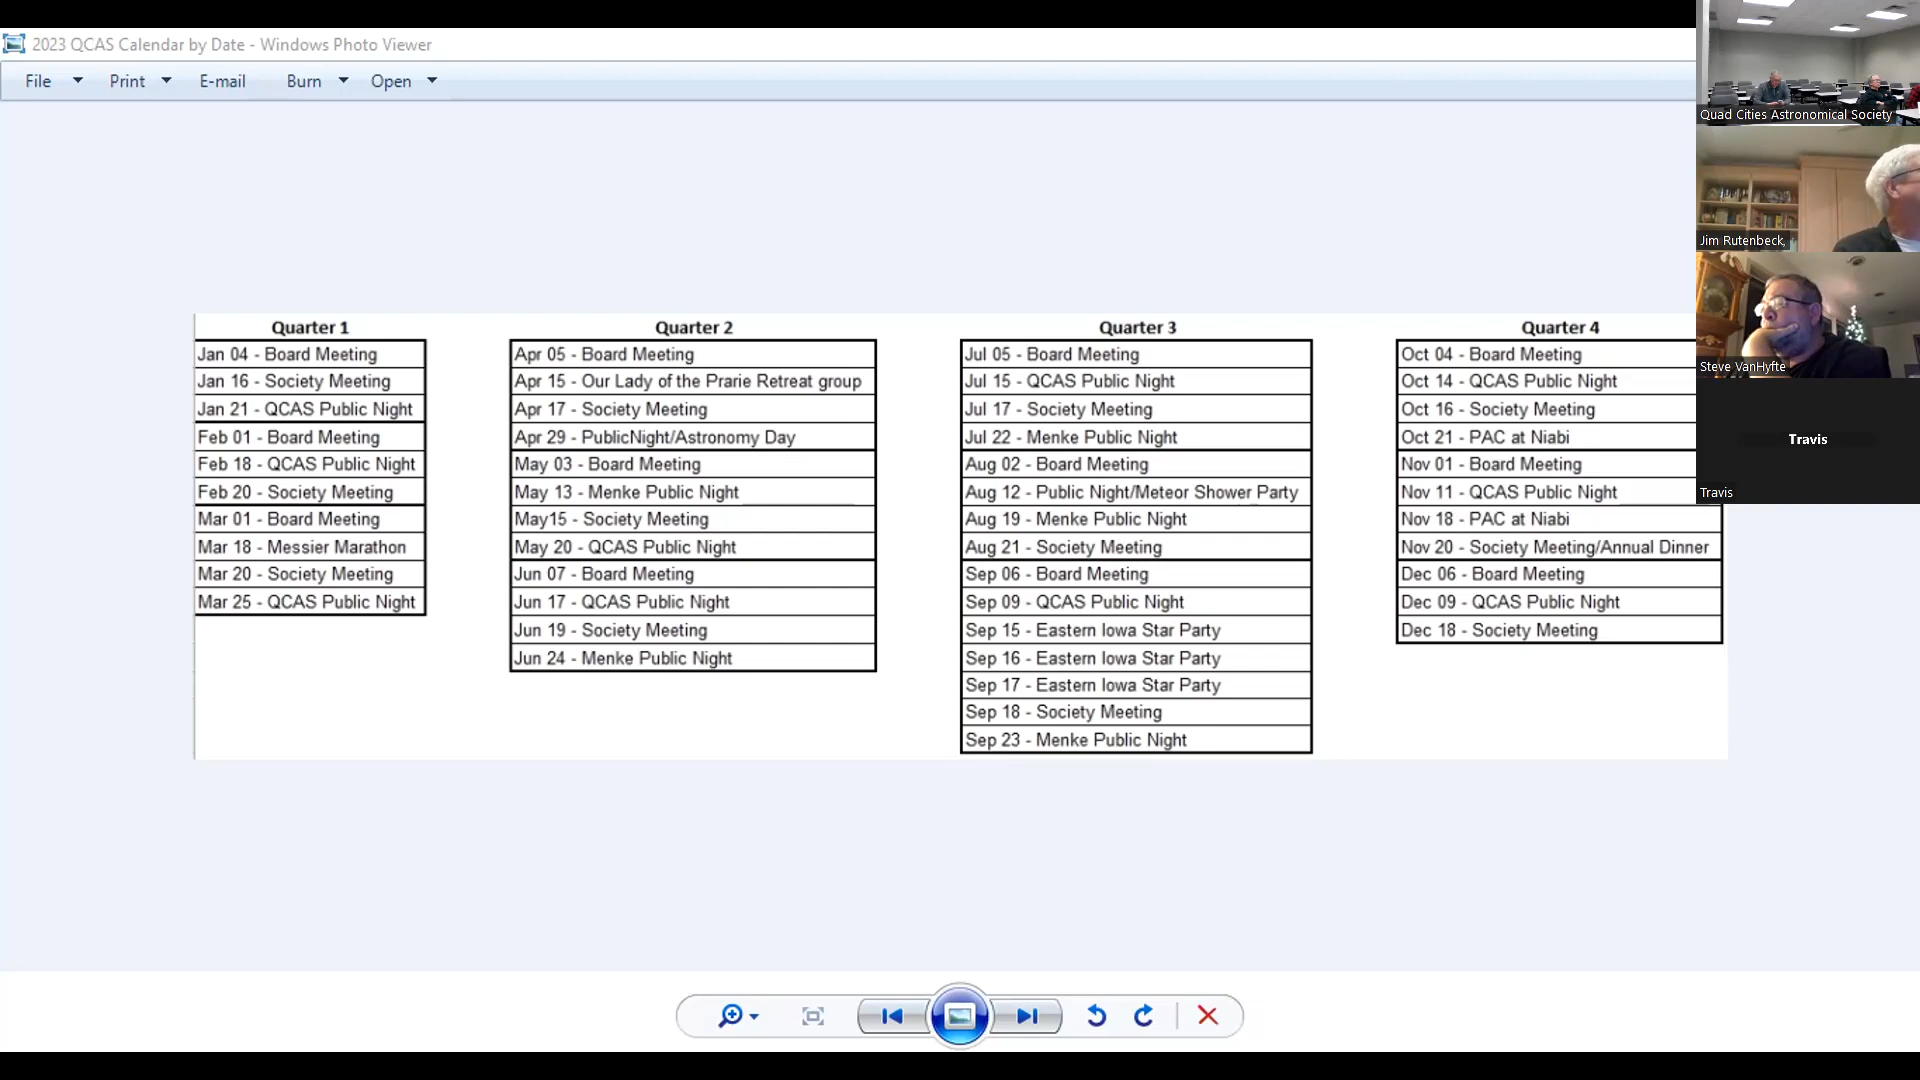 2023 QCAS Calendar by Date - Windows Photo Viewer
File Print E-mail Burn Open
Quad Cities Astronomical Society
Jim Rutenbeck,
Steve VanHyfte
Travis
Travis
Quarter 1
Jan 04 - Board Meeting
Jan 16 - Society Meeting
Jan 21 - QCAS Public Night
Feb 01 - Board Meeting
Feb 18 - QCAS Public Night
Feb 20 - Society Meeting
Mar 01 - Board Meeting
Mar 18 - Messier Marathon
Mar 20 - Society Meeting
Mar 25 - QCAS Public Night
Quarter 2
Apr 05 - Board Meeting
Apr 15 - Our Lady of the Prarie Retreat group
Apr 17 - Society Meeting
Apr 29 - PublicNight/Astronomy Day
May 03 - Board Meeting
May 13 - Menke Public Night
May15 - Society Meeting
May 20 - QCAS Public Night
Jun 07 - Board Meeting
Jun 17 - QCAS Public Night
Jun 19 - Society Meeting
Jun 24 - Menke Public Night
Quarter 3
Jul 05 - Board Meeting
Jul 15 - QCAS Public Night
Jul 17 - Society Meeting
Jul 22 - Menke Public Night
Aug 02 - Board Meeting
Aug 12 - Public Night/Meteor Shower Party
Aug 19 - Menke Public Night
Aug 21 - Society Meeting
Sep 06 - Board Meeting
Sep 09 - QCAS Public Night
Sep 15 - Eastern Iowa Star Party
Sep 16 - Eastern Iowa Star Party
Sep 17 - Eastern Iowa Star Party
Sep 18 - Society Meeting
Sep 23 - Menke Public Night
Quarter 4
Oct 04 - Board Meeting
Oct 14 - QCAS Public Night
Oct 16 - Society Meeting
Oct 21 - PAC at Niabi
Nov 01 - Board Meeting
Nov 11 - QCAS Public Night
Nov 18 - PAC at Niabi
Nov 20 - Society Meeting/Annual Dinner
Dec 06 - Board Meeting
Dec 09 - QCAS Public Night
Dec 18 - Society Meeting